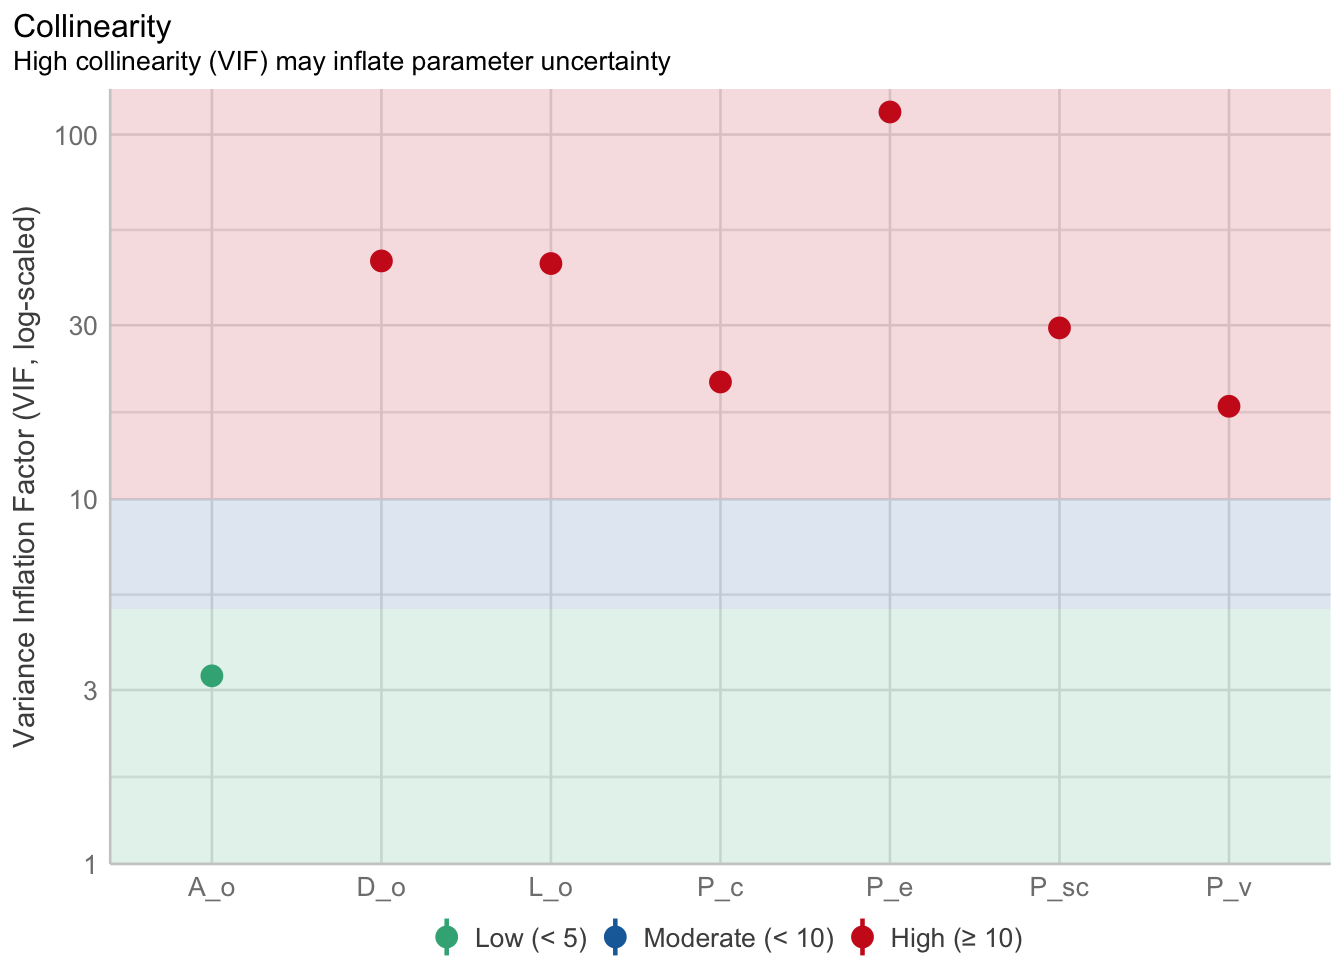 Collinearity
High collinearity (VIF) may inflate parameter uncertainty
Variance Inflation Factor (VIF, log-scaled)
100
30
10
3
1
A_o D_o L_o P_c P_e P_sc P_v
Low (< 5) Moderate (< 10) High (≥ 10)